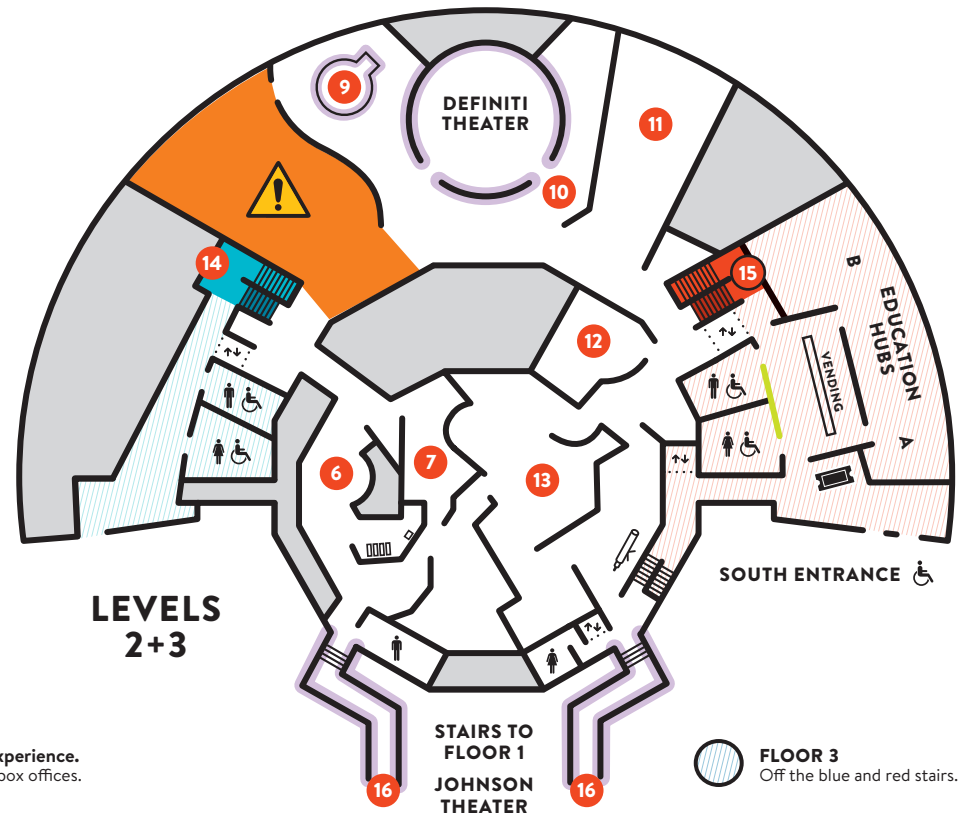 9
DEFINITI
THEATER
10
11
!
14
15
B
EDUCATION
HUBS
A
VENDING
12
6
7
13
SOUTH ENTRANCE
LEVELS
2+3
STAIRS TO
FLOOR 1
JOHNSON
THEATER
16
16
xperience.
box offices.
FLOOR 3
Off the blue and red stairs.